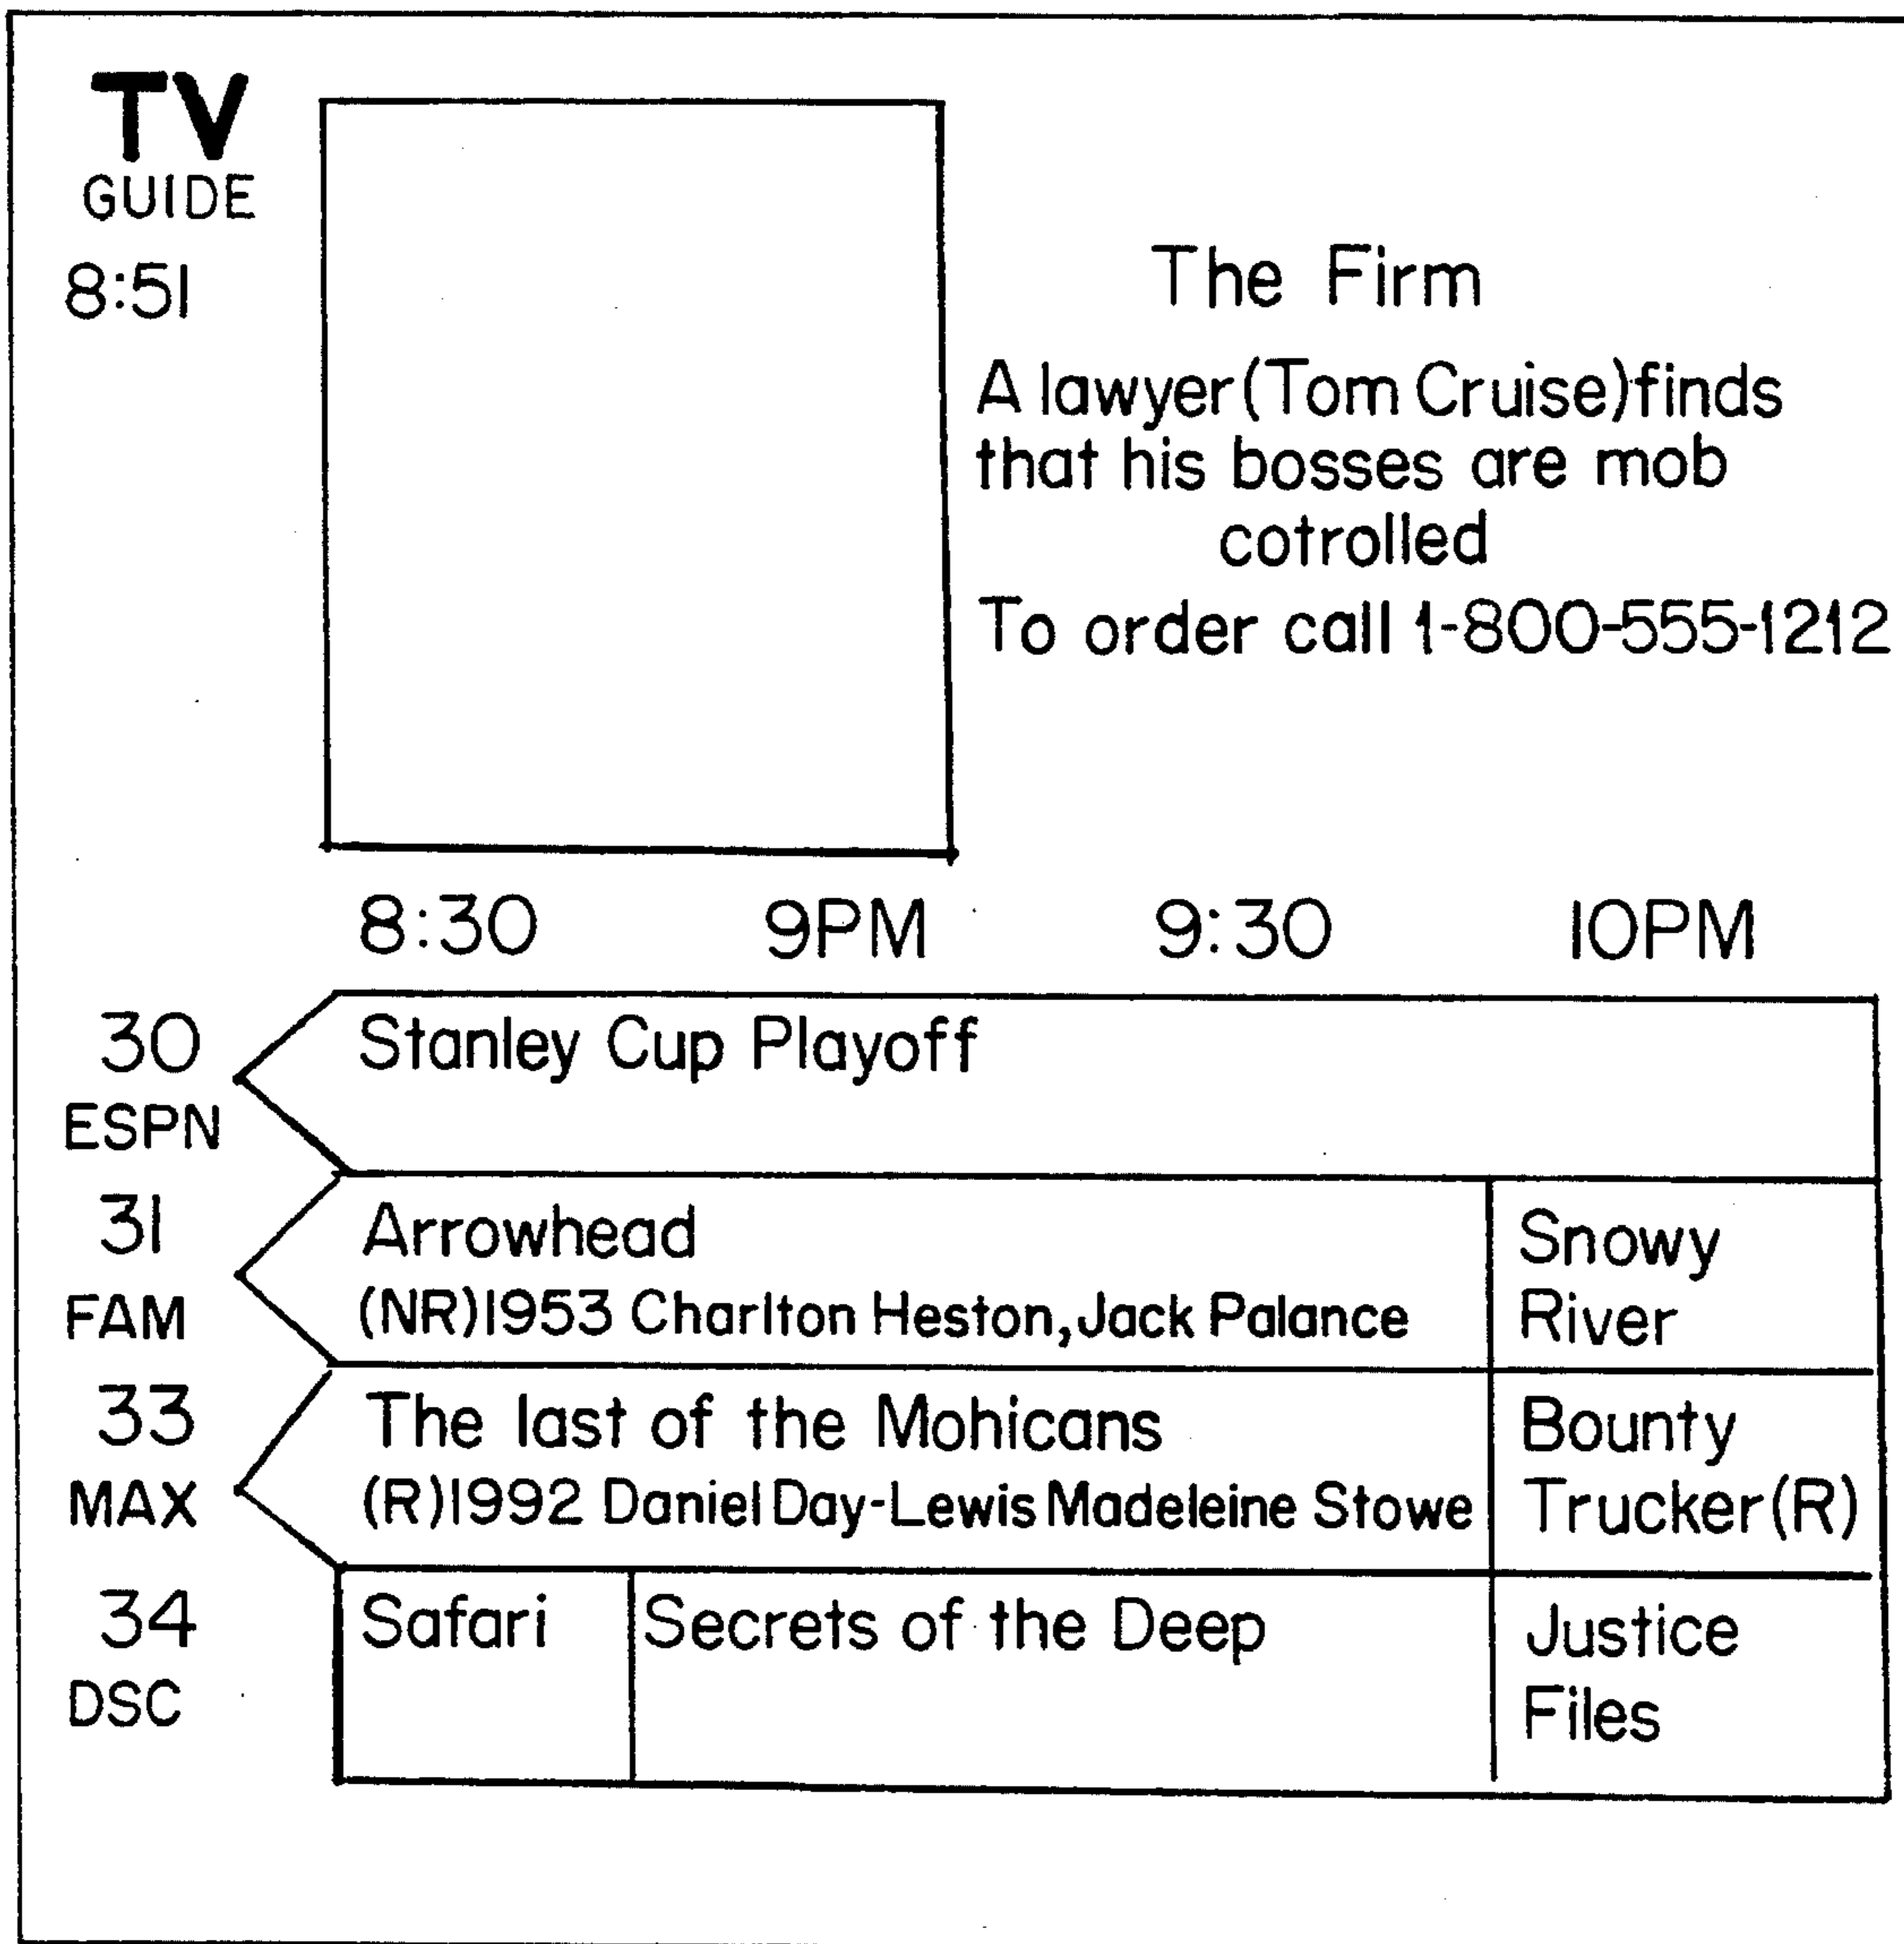 TV
GUIDE
8:51
The Firm
A lawyer(Tom Cruise)finds
that his bosses are mob
cotrolled
To order call 1-800-555-1212
8:30 9PM 9:30 10PM
30
ESPN
Stanley Cup Playoff
31
FAM
Arrowhead
(NR)1953 Charlton Heston,Jack Palance
Snowy
River
33
MAX
The last of the Mohicans
(R)1992 Daniel Day-Lewis Madeleine Stowe
Bounty
Trucker(R)
34
DSC
Safari
Secrets of the Deep
Justice
Files